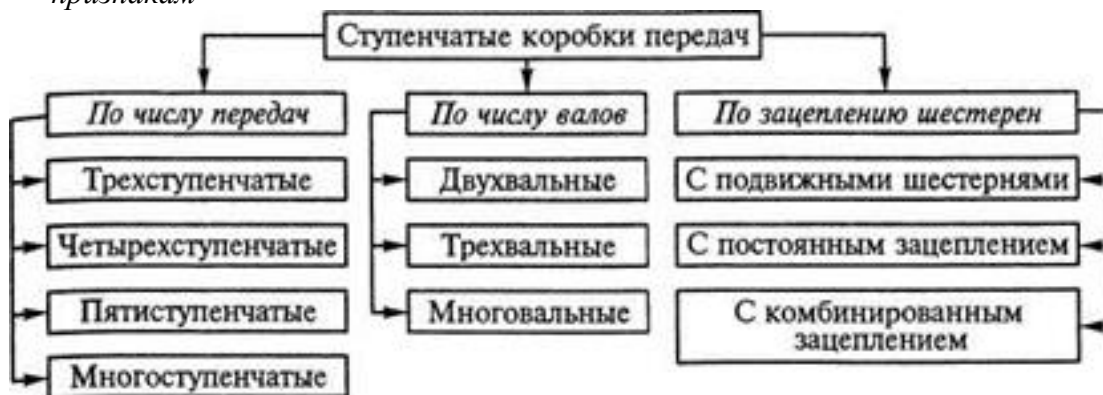 признакам
Ступенчатые коробки передач
По числу передач
Трехступенчатые
Четырехступенчатые
Пятиступенчатые
Многоступенчатые
По числу валов
Двухвальные
Трехвальные
Многовальные
По зацеплению шестерен
С подвижными шестернями
С постоянным зацеплением
С комбинированным
зацеплением